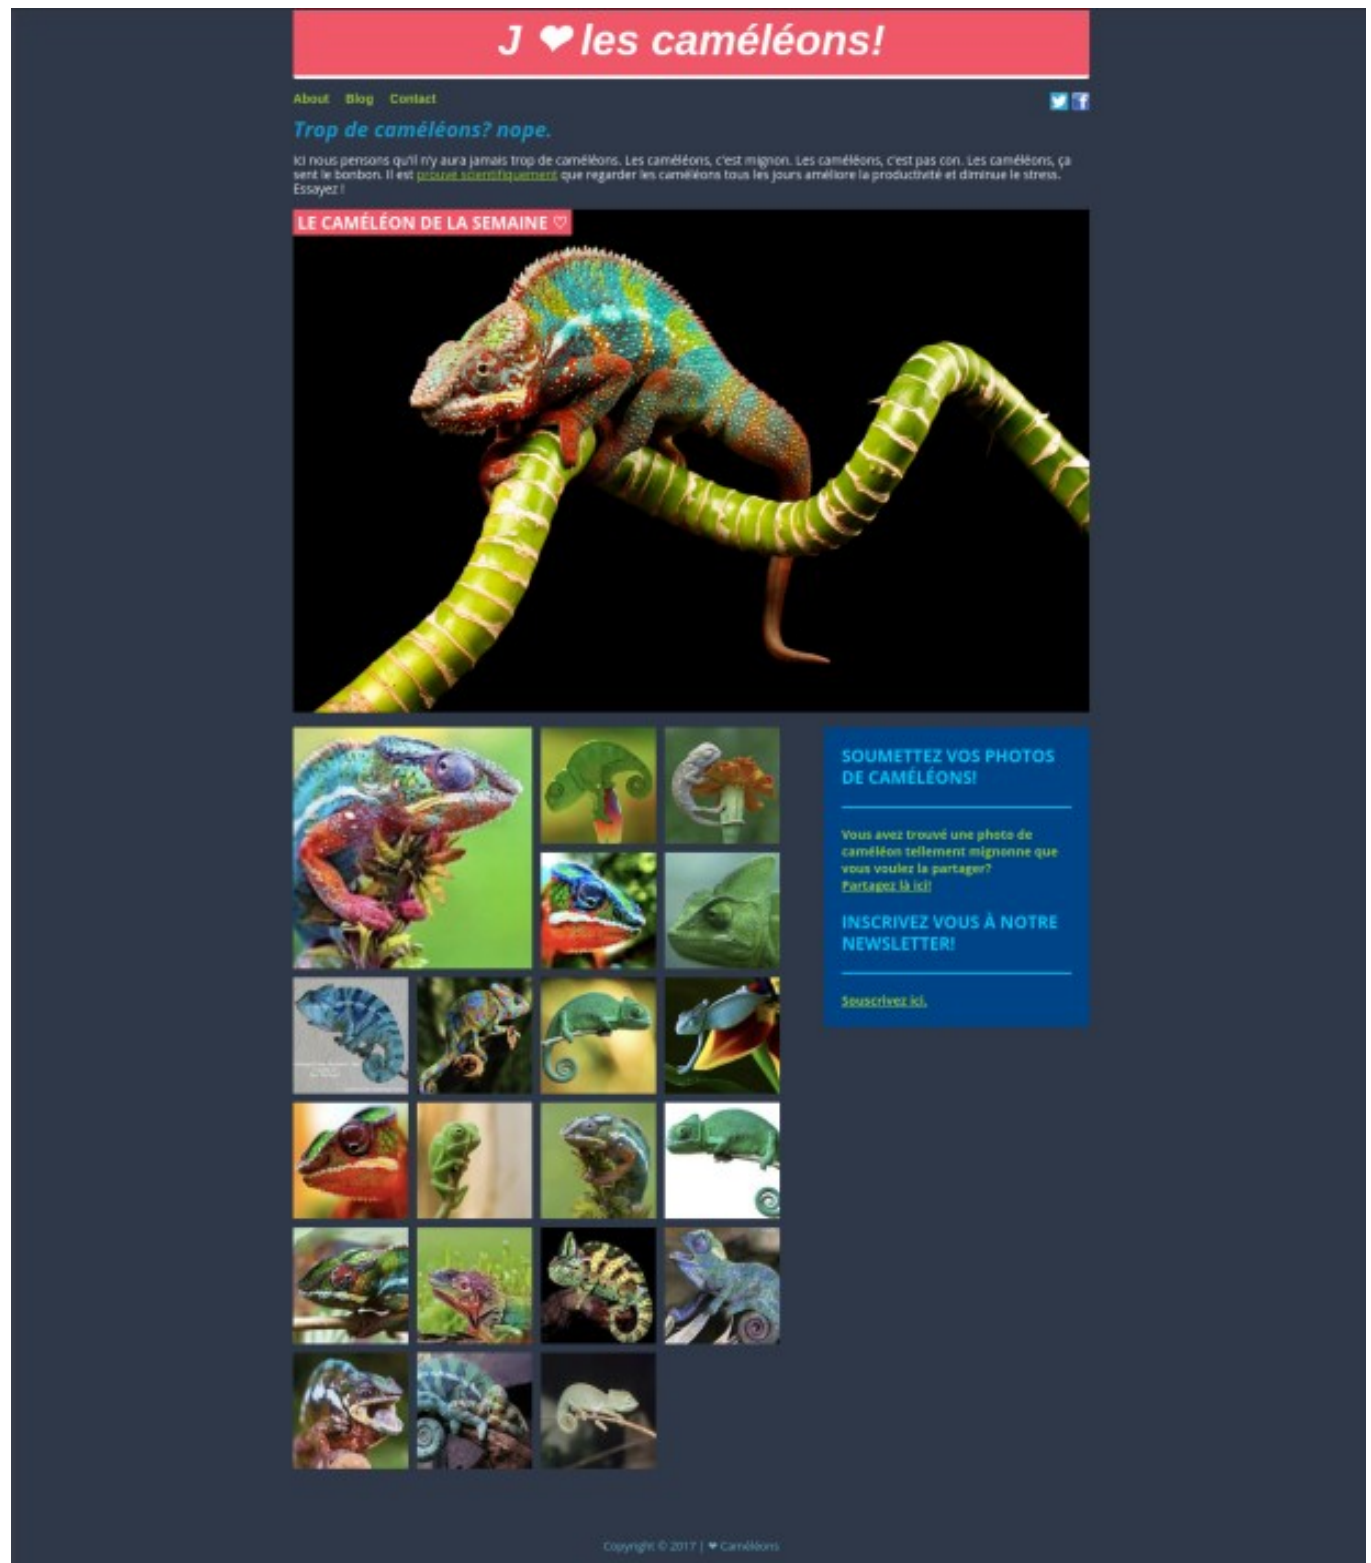 J ❤ les caméléons!
About Blog Contact
Trop de caméléons? nope.
Ici nous pensons qu'il n'y aura jamais trop de caméléons. Les caméléons, c'est mignon. Les caméléons, c'est pas con. Les caméléons, ça
sent le bonbon. Il est prouvé scientifiquement que regarder les caméléons tous les jours améliore la productivité et diminue le stress.
Essayez !
LE CAMÉLÉON DE LA SEMAINE ♡
SOUMETTEZ VOS PHOTOS
DE CAMÉLÉONS!
Vous avez trouvé une photo de
caméléon tellement mignonne que
vous voulez la partager?
Partagez là ici!
INSCRIVEZ VOUS À NOTRE
NEWSLETTER!
Souscrivez ici.
Copyright © 2017 | ❤ Caméléons